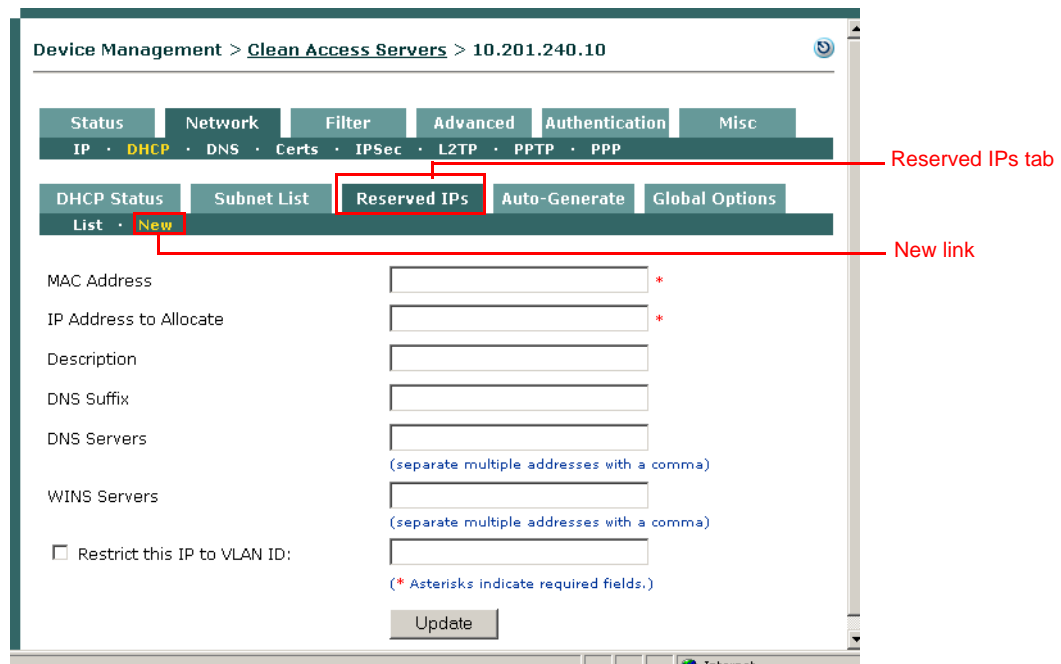 Device Management > Clean Access Servers > 10.201.240.10
Status Network Filter Advanced Authentication Misc
IP · DHCP · DNS · Certs · IPSec · L2TP · PPTP · PPP
Reserved IPs tab
DHCP Status Subnet List Reserved IPs Auto-Generate Global Options
List · New
New link
MAC Address *
IP Address to Allocate *
Description
DNS Suffix
DNS Servers
(separate multiple addresses with a comma)
WINS Servers
(separate multiple addresses with a comma)
Restrict this IP to VLAN ID:
(* Asterisks indicate required fields.)
Update
Internet